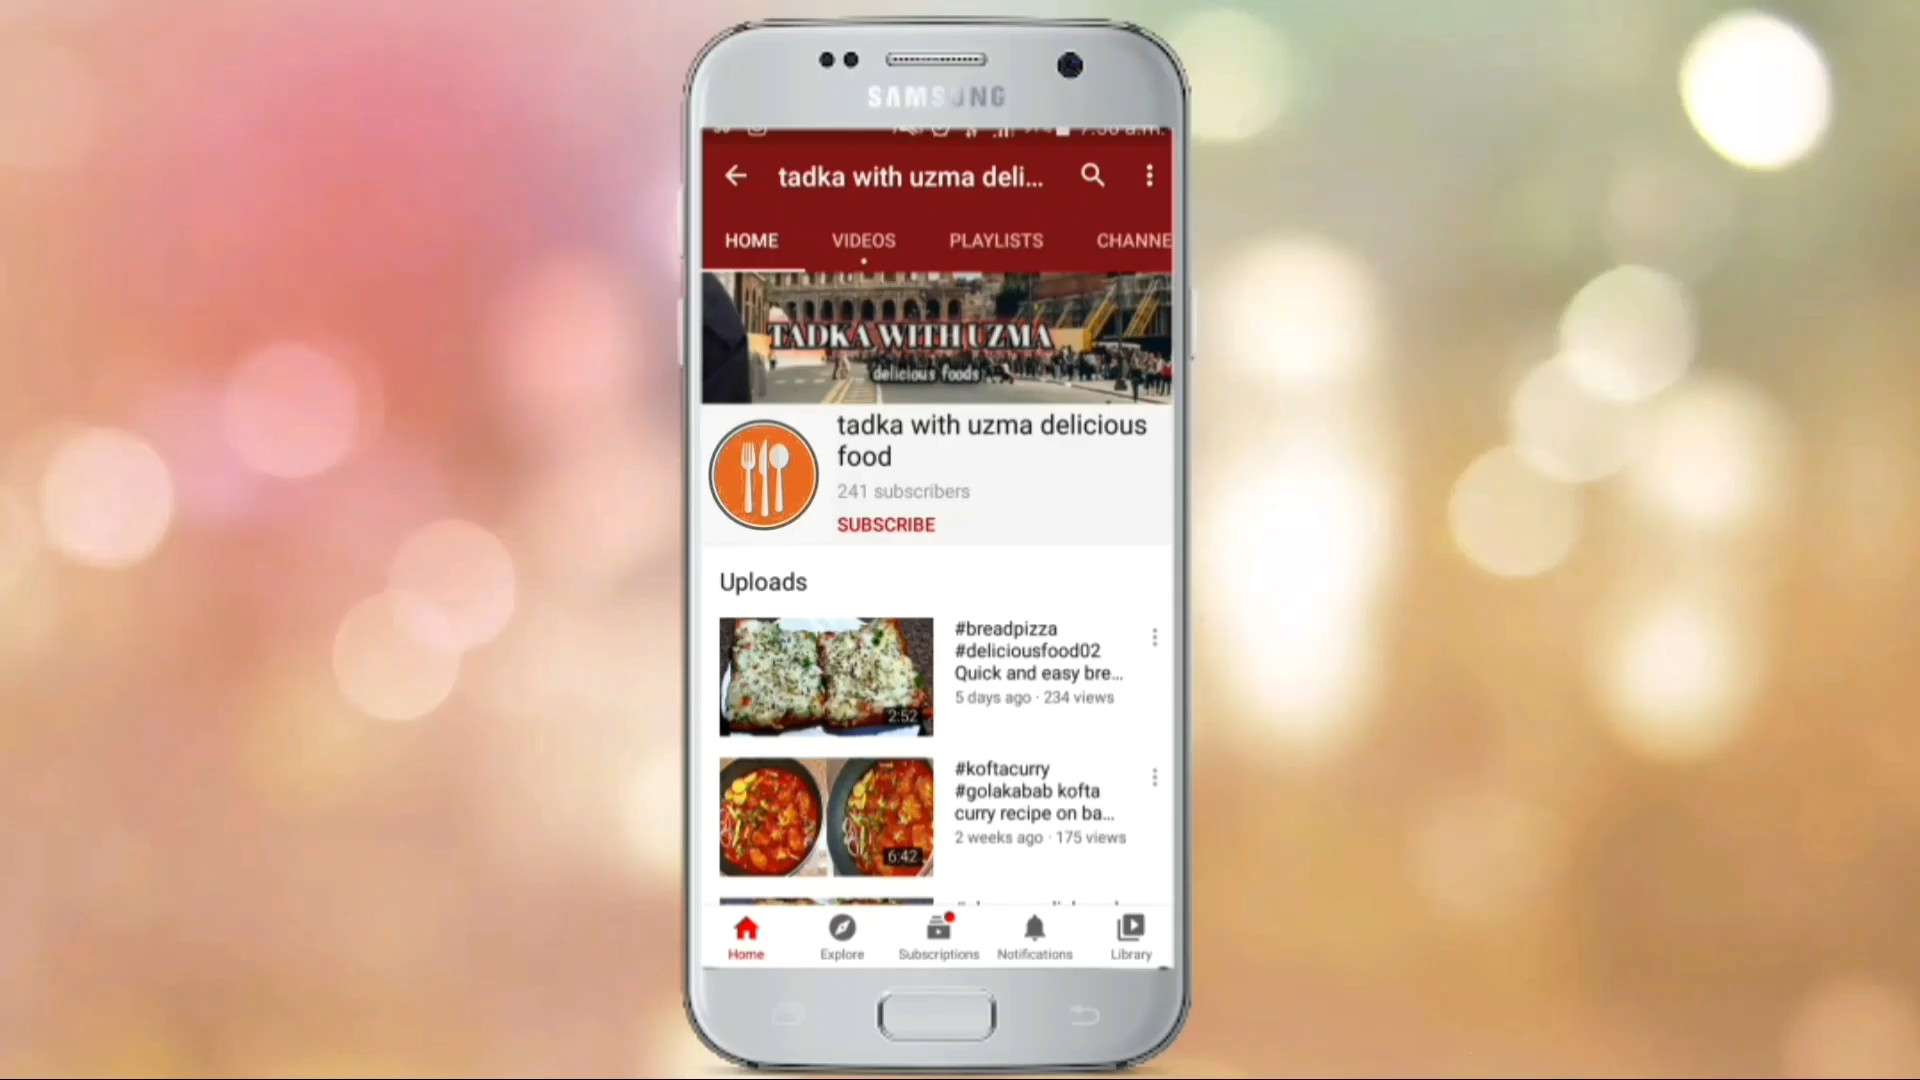 SAMSUNG
tadka with uzma deli...
HOME VIDEOS PLAYLISTS CHANNE
TADKA WITH UZMA
delicious foods
tadka with uzma delicious
food
241 subscribers
SUBSCRIBE
Uploads
#breadpizza
#deliciousfood02
Quick and easy bre...
5 days ago · 234 views
2:52
#koftacurry
#golakabab kofta
curry recipe on ba...
2 weeks ago · 175 views
6:42
Home Explore Subscriptions Notifications Library